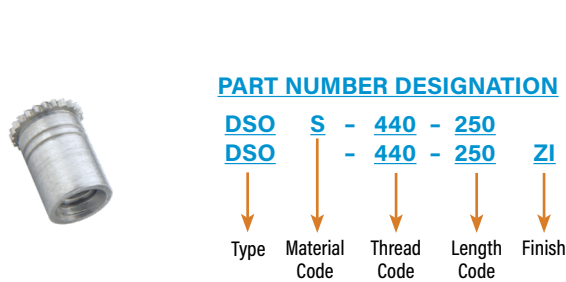 PART NUMBER DESIGNATION
DSO S - 440 - 250
DSO - 440 - 250 ZI
Type Material Code Thread Code Length Code Finish